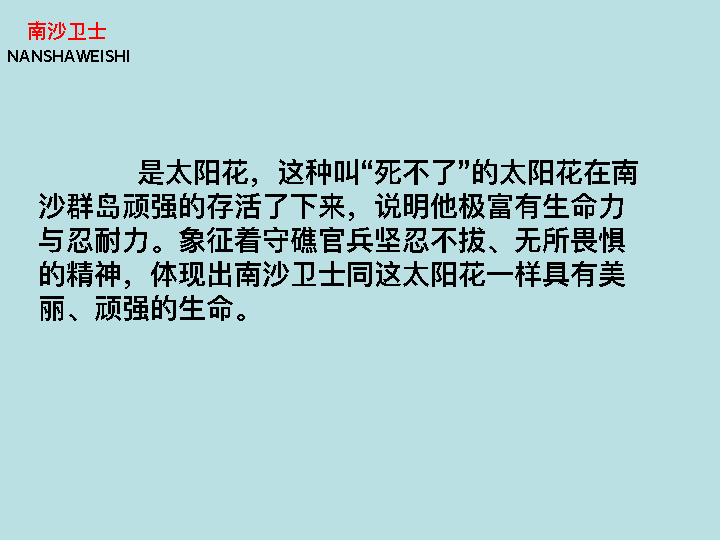 南沙卫士
NANSHAWEISHI
是太阳花，这种叫“死不了”的太阳花在南
沙群岛顽强的存活了下来，说明他极富有生命力
与忍耐力。象征着守礁官兵坚忍不拔、无所畏惧
的精神，体现出南沙卫士同这太阳花一样具有美
丽、顽强的生命。